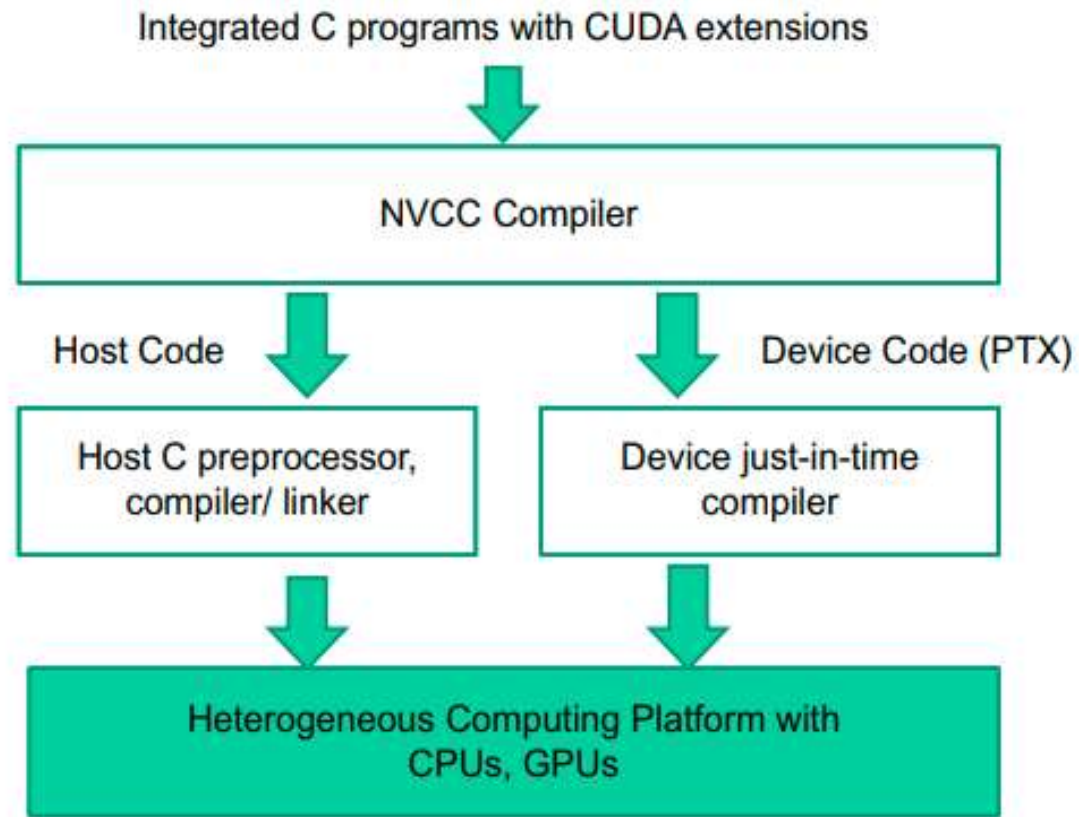 Integrated C programs with CUDA extensions
NVCC Compiler
Host Code
Device Code (PTX)
Host C preprocessor,
compiler/ linker
Device just-in-time
compiler
Heterogeneous Computing Platform with
CPUs, GPUs